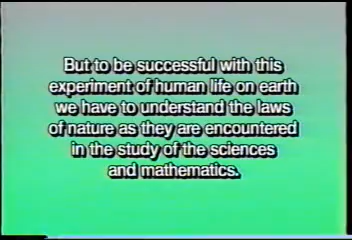 But to be successful with this
experiment of human life on earth
we have to understand the laws
of nature as they are encountered
in the study of the sciences
and mathematics.